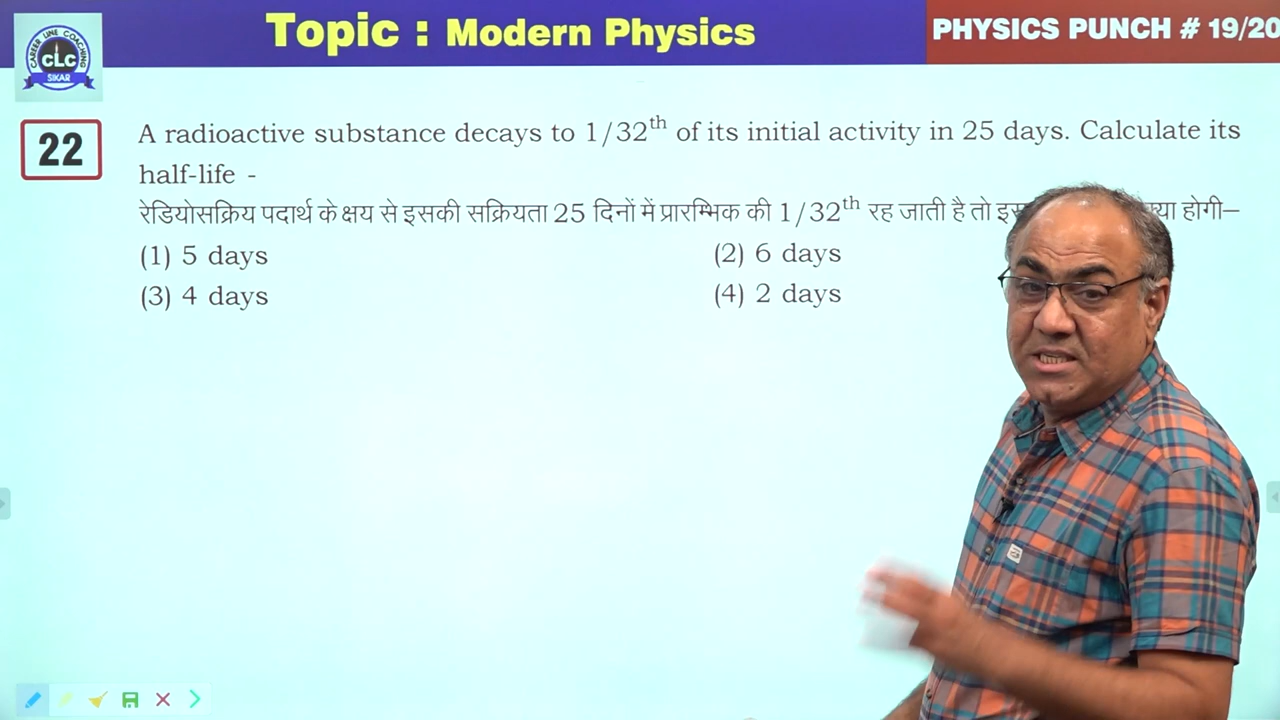 Topic : Modern Physics
PHYSICS PUNCH # 19/20
CAREER LINE COACHING
CLC
SIKAR
22
A radioactive substance decays to 1/32th of its initial activity in 25 days. Calculate its
half-life -
रेडियोसक्रिय पदार्थ के क्षय से इसकी सक्रियता 25 दिनों में प्रारम्भिक की 1/32th रह जाती है तो होगी–
(1) 5 days
(2) 6 days
(3) 4 days
(4) 2 days